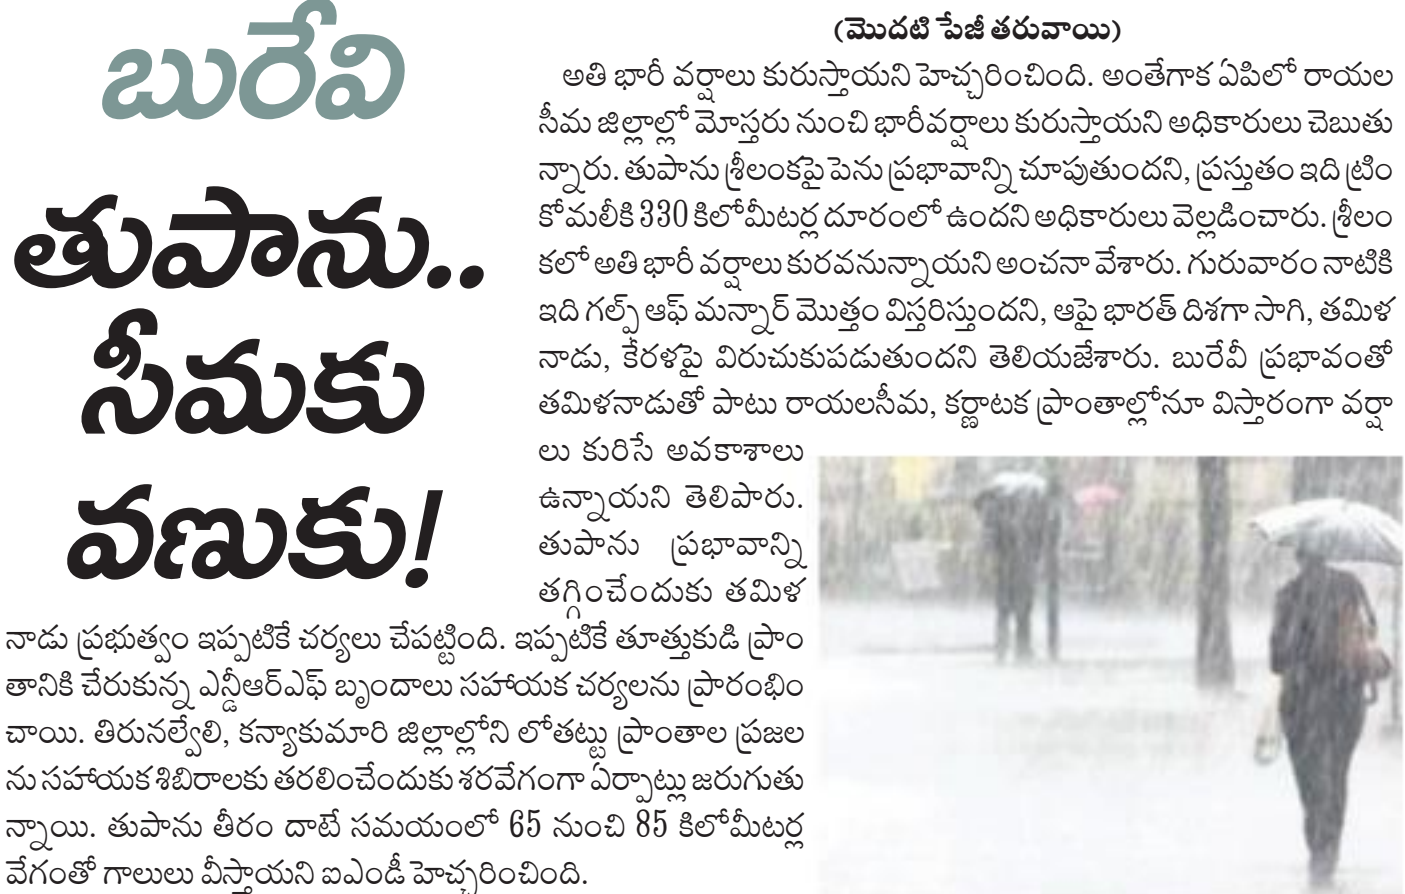 బురేవి
తుపాను..
సీమకు
వణుకు!
(మొదటి పేజీ తరువాయి)
అతి భారీ వర్షాలు కురుస్తాయని హెచ్చరించింది. అంతేగాక ఏపిలో రాయల
సీమ జిల్లాల్లో మోస్తరు నుంచి భారీవర్షాలు కురుస్తాయని అధికారులు చెబుతు
న్నారు. తుపాను శ్రీలంకపై పెను ప్రభావాన్ని చూపుతుందని, ప్రస్తుతం ఇది ట్రిం
కోమలీకి 330 కిలోమీటర్ల దూరంలో ఉందని అధికారులు వెల్లడించారు. శ్రీలం
కలో అతి భారీ వర్షాలు కురవనున్నాయని అంచనా వేశారు. గురువారం నాటికి
ఇది గల్ఫ్ ఆఫ్ మన్నార్ మొత్తం విస్తరిస్తుందని, ఆపై భారత్ దిశగా సాగి, తమిళ
నాడు, కేరళపై విరుచుకుపడుతుందని తెలియజేశారు. బురేవీ ప్రభావంతో
తమిళనాడుతో పాటు రాయలసీమ, కర్ణాటక ప్రాంతాల్లోనూ విస్తారంగా వర్షా
లు కురిసే అవకాశాలు
ఉన్నాయని తెలిపారు.
తుపాను ప్రభావాన్ని
తగ్గించేందుకు తమిళ
నాడు ప్రభుత్వం ఇప్పటికే చర్యలు చేపట్టింది. ఇప్పటికే తూత్తుకుడి ప్రాం
తానికి చేరుకున్న ఎన్డీఆర్ఎఫ్ బృందాలు సహాయక చర్యలను ప్రారంభిం
చాయి. తిరునల్వేలి, కన్యాకుమారి జిల్లాల్లోని లోతట్టు ప్రాంతాల ప్రజల
ను సహాయక శిబిరాలకు తరలించేందుకు శరవేగంగా ఏర్పాట్లు జరుగుతు
న్నాయి. తుపాను తీరం దాటే సమయంలో 65 నుంచి 85 కిలోమీటర్ల
వేగంతో గాలులు వీస్తాయని ఐఎండీ హెచ్చరించింది.